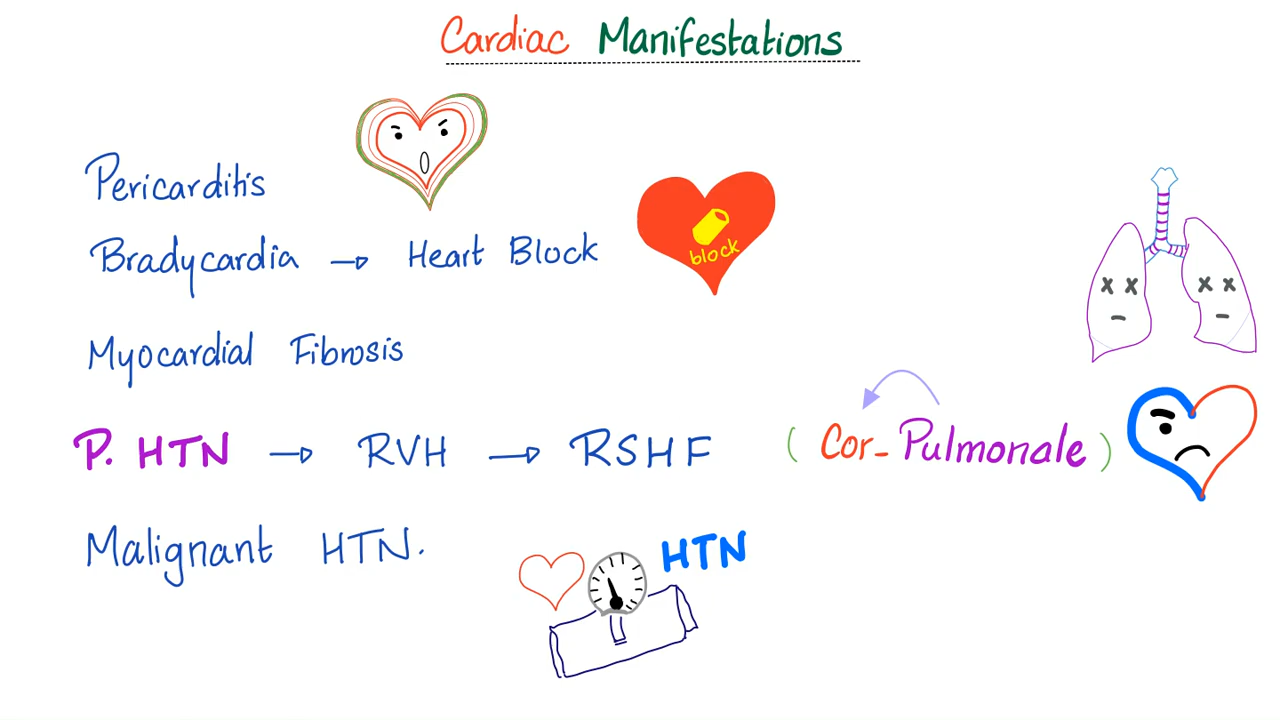 Cardiac Manifestations
Pericarditis
Bradycardia → Heart Block
block
Myocardial Fibrosis
P. HTN → RVH → RSHF (Cor-Pulmonale)
Malignant HTN.
HTN